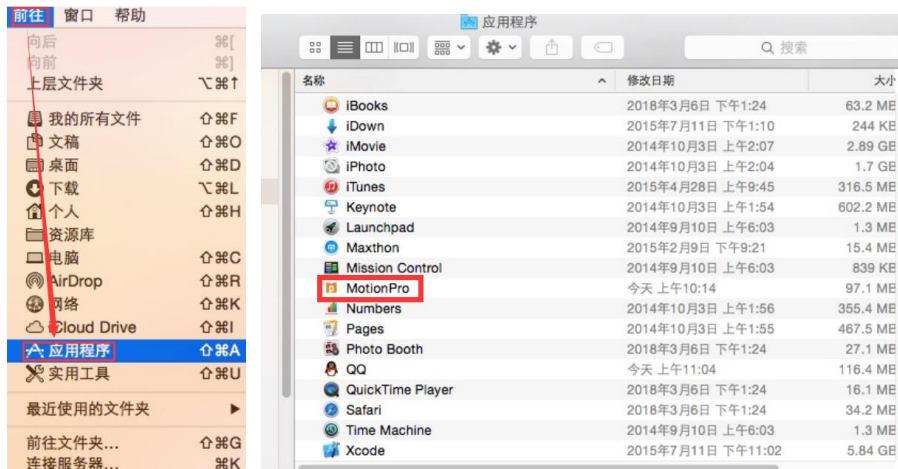 前往 窗口 帮助
向后 ⌘[
向前 ⌘]
上层文件夹 ⌥⌘↑
我的所有文件 ⇧⌘F
文稿 ⇧⌘O
桌面 ⇧⌘D
下载 ⌥⌘L
个人 ⇧⌘H
资源库
电脑 ⇧⌘C
AirDrop ⇧⌘R
网络 ⇧⌘K
iCloud Drive ⇧⌘I
应用程序 ⇧⌘A
实用工具 ⇧⌘U
最近使用的文件夹 ▶
前往文件夹... ⇧⌘G
连接服务器... ⌘K
应用程序
搜索
名称 修改日期 大小
iBooks 2018年3月6日 下午1:24 63.2 MB
iDown 2015年7月11日 下午1:10 244 KB
iMovie 2014年10月3日 上午2:07 2.89 GB
iPhoto 2014年10月3日 上午2:04 1.7 GB
iTunes 2015年4月28日 上午9:45 316.5 MB
Keynote 2014年10月3日 上午1:54 602.2 MB
Launchpad 2014年9月10日 上午6:03 1.3 MB
Maxthon 2015年2月9日 下午9:21 15.4 MB
Mission Control 2014年9月10日 上午6:03 839 KB
MotionPro 今天 上午10:14 97.1 MB
Numbers 2014年10月3日 上午1:56 355.4 MB
Pages 2014年10月3日 上午1:55 467.5 MB
Photo Booth 2018年3月6日 下午1:24 27.1 MB
QQ 今天 上午11:04 116.4 MB
QuickTime Player 2018年3月6日 下午1:24 16.1 MB
Safari 2018年3月6日 下午1:24 34.2 MB
Time Machine 2014年9月10日 上午6:03 1.3 MB
Xcode 2015年7月11日 下午11:02 5.84 GB